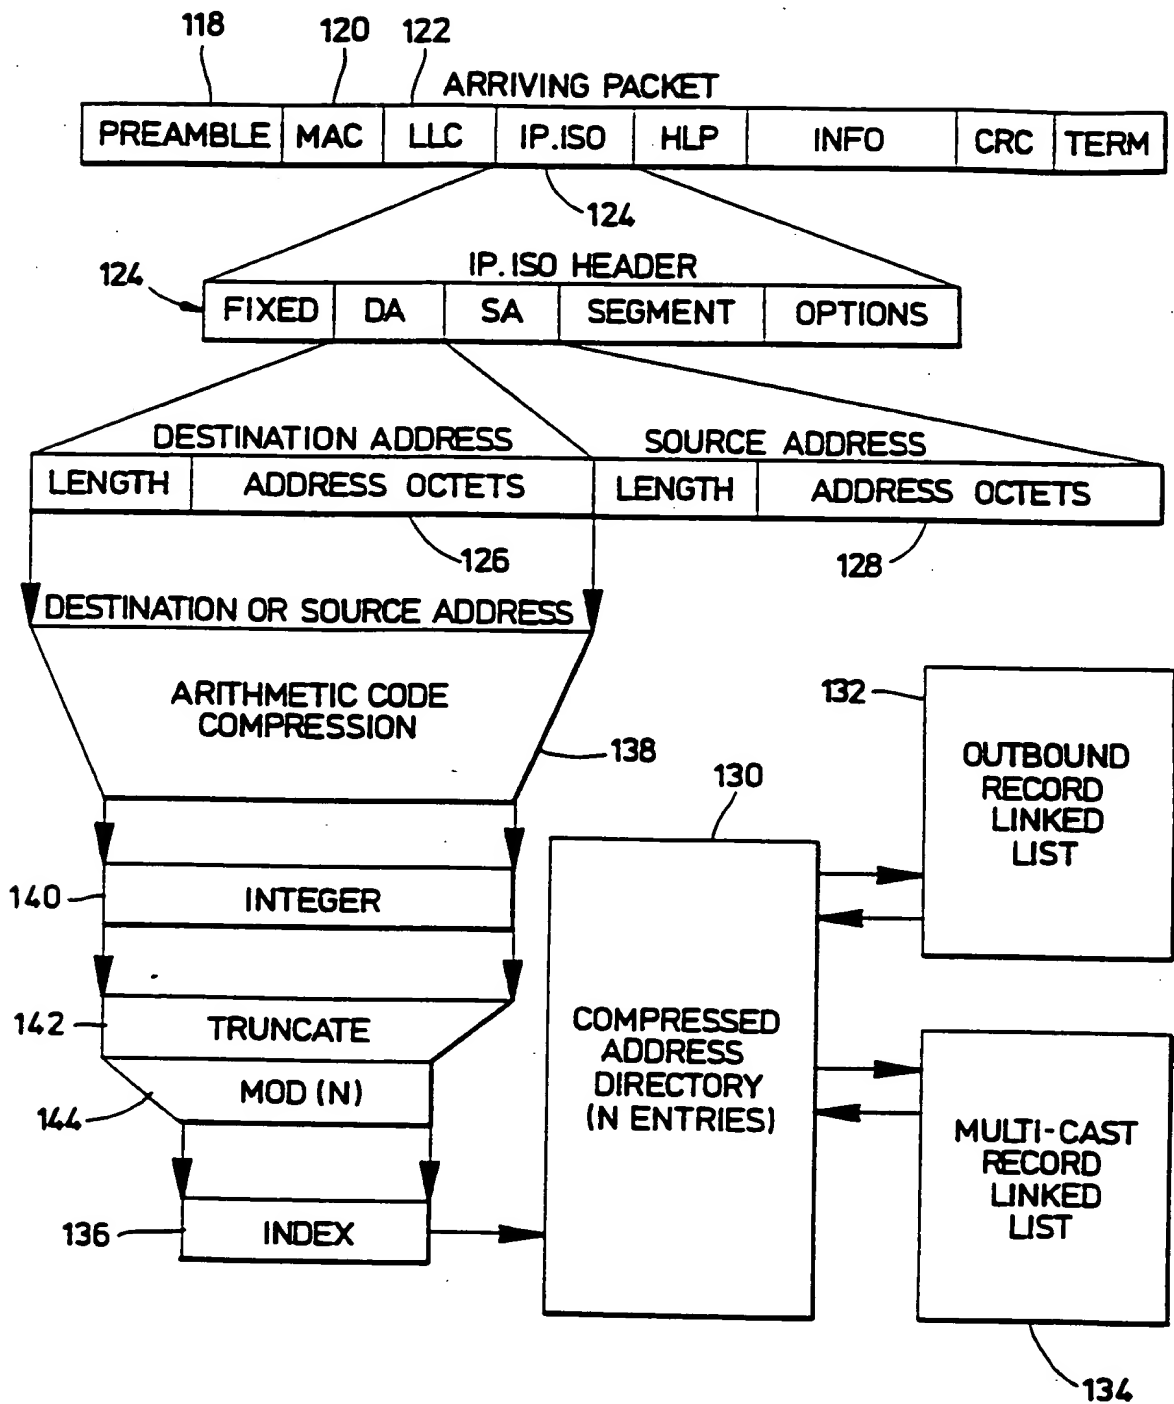 118
120
122
ARRIVING PACKET
PREAMBLE MAC LLC IP.ISO HLP INFO CRC TERM
124
IP.ISO HEADER
124
FIXED DA SA SEGMENT OPTIONS
DESTINATION ADDRESS SOURCE ADDRESS
LENGTH ADDRESS OCTETS LENGTH ADDRESS OCTETS
126
128
DESTINATION OR SOURCE ADDRESS
ARITHMETIC CODE
COMPRESSION
138
140
INTEGER
142
TRUNCATE
144
MOD (N)
136
INDEX
130
COMPRESSED
ADDRESS
DIRECTORY
(N ENTRIES)
132
OUTBOUND
RECORD
LINKED
LIST
MULTI-CAST
RECORD
LINKED
LIST
134